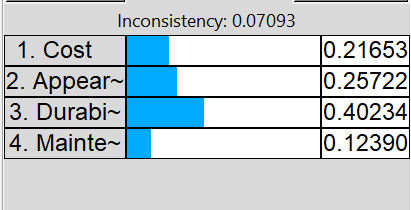 Inconsistency: 0.07093
1. Cost 0.21653
2. Appear~ 0.25722
3. Durabi~ 0.40234
4. Mainte~ 0.12390